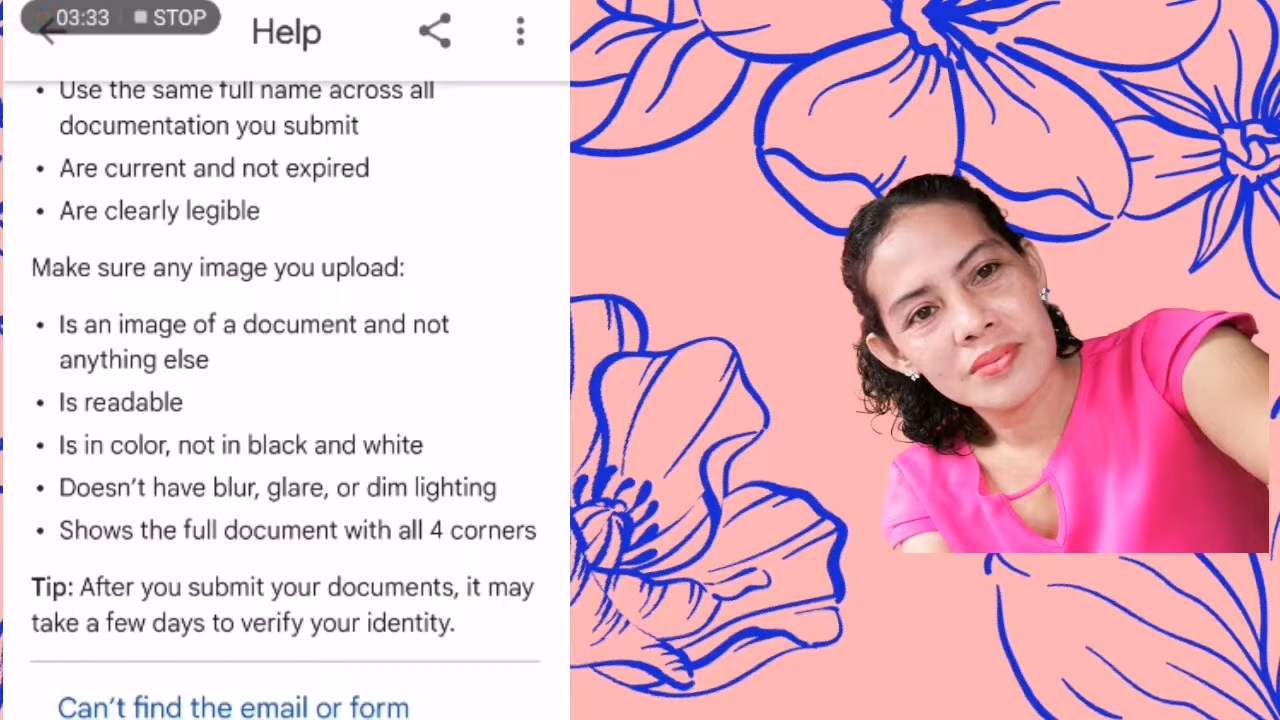 03:33 STOP
Help
• Use the same full name across all
documentation you submit
• Are current and not expired
• Are clearly legible
Make sure any image you upload:
• Is an image of a document and not
anything else
• Is readable
• Is in color, not in black and white
• Doesn't have blur, glare, or dim lighting
• Shows the full document with all 4 corners
Tip: After you submit your documents, it may
take a few days to verify your identity.
Can't find the email or form